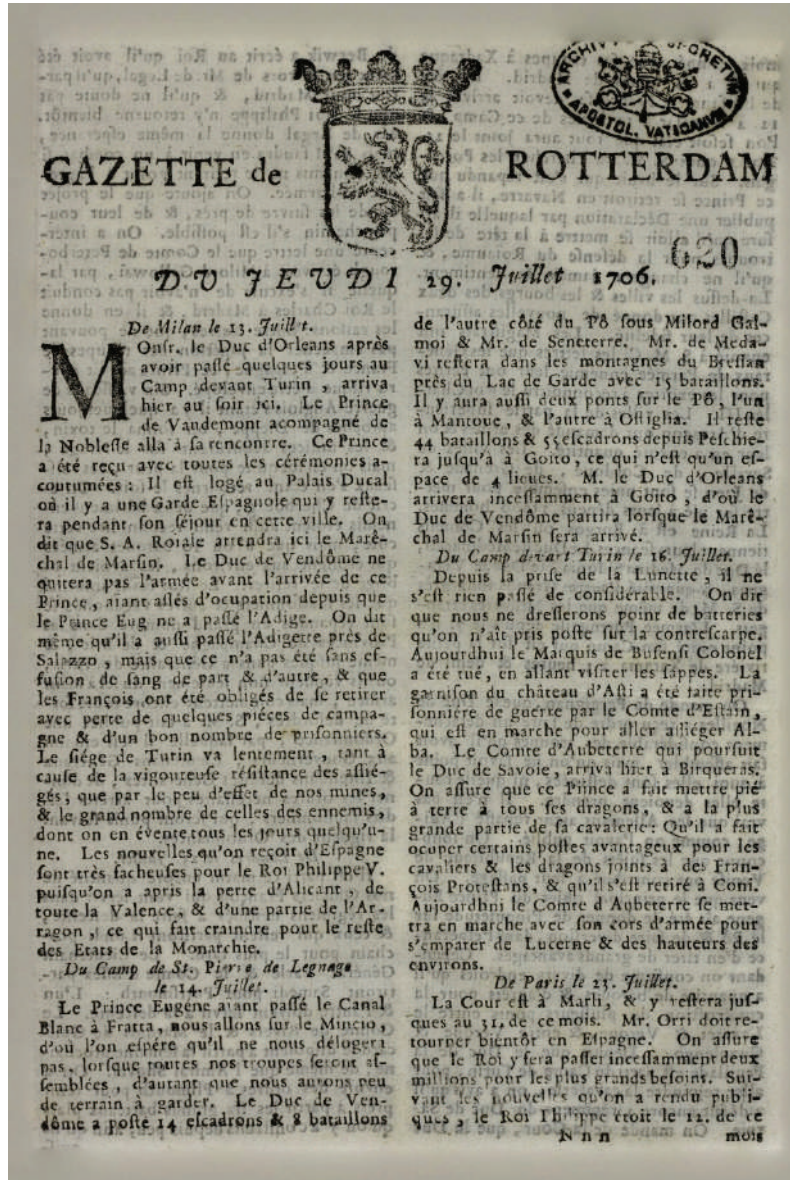 ARCHIV SECRETVM
APOSTOL. VATICANVM
GAZETTE de ROTTERDAM
620
DU JEUDI 29. Juillet 1706.
De Milan le 13. Juill t.
MOnsr. le Duc d'Orleans après
avoir passé quelques jours au
Camp devant Turin , arriva
hier au soir ici. Le Prince
de Vaudemont acompagné de
la Noblesse alla à sa rencontre. Ce Prince
a été reçu avec toutes les cérémonies a-
coutumées : Il est logé au Palais Ducal
où il y a une Garde Espagnole qui y reste-
ra pendant son séjour en cette ville. On
dit que S. A. Roiale attendra ici le Marê-
chal de Marsin. Le Duc de Vendôme ne
quitera pas l'armée avant l'arrivée de ce
Prince , aiant assés d'ocupation depuis que
le Prince Eug ne a passé l'Adige. On dit
même qu'il a aussi passé l'Adigette près de
Salazzo , mais que ce n'a pas été sans ef-
fusion de sang de part & d'autre , & que
les François ont été obligés de se retirer
avec perte de quelques piéces de campa-
gne & d'un bon nombre de prisonniers.
Le siége de Turin va lentement , tant à
cause de la vigoureuse résistance des assié-
gés ; que par le peu d'effet de nos mines,
& le grand nombre de celles des ennemis,
dont on en évente tous les jours quelqu'u-
ne. Les nouvelles qu'on reçoit d'Espagne
sont très facheuses pour le Roi Philippe V.
puisqu'on a apris la perte d'Alicant , de
toute la Valence , & d'une partie de l'Ar-
ragon , ce qui fait craindre pour le reste
des Etats de la Monarchie.
Du Camp de St. Pierre de Legnago
le 14. Juillet.
Le Prince Eugène aiant passé le Canal
Blanc à Fratta , nous allons sur le Mincio ,
d'où l'on espére qu'il ne nous délogera
pas , lorsque toutes nos troupes seront as-
semblées , d'autant que nous aurons peu
de terrain à garder. Le Duc de Ven-
dôme a posté 14 escadrons & 8 bataillons
de l'autre côté du Pô sous Milord Gal-
moi & Mr. de Seneterre. Mr. de Meda-
vi restera dans les montagnes du Bressan
près du Lac de Garde avec 15 bataillons.
Il y aura aussi deux ponts sur le Pô , l'un
à Mantoue , & l'autre à Ostiglia. Il reste
44 bataillons & 55 escadrons depuis Peschie-
ra jusqu'à à Goito , ce qui n'est qu'un es-
pace de 4 lieues. M. le Duc d'Orleans
arrivera incessamment à Goito , d'où le
Duc de Vendôme partira lorsque le Marê-
chal de Marsin sera arrivé.
Du Camp devart Turin le 16. Juillet.
Depuis la prise de la Lunette , il ne
s'est rien passé de considérable. On dit
que nous ne dresserons point de batteries
qu'on n'aît pris poste sur la contrescarpe.
Aujourdhui le Marquis de Busensi Colonel
a été tué , en allant visiter les sappes. La
garnison du château d'Asti a été faite pri-
sonniére de guerre par le Comte d'Estain ,
qui est en marche pour aller assiéger Al-
ba. Le Comte d'Aubeterre qui poursuit
le Duc de Savoie , arriva hier à Birqueras.
On assure que ce Prince a fait mettre pié
à terre à tous ses dragons , & à la plus
grande partie de sa cavalerie : Qu'il a fait
ocuper certains postes avantageux pour les
cavaliers & les dragons joints à des Fran-
çois Protestans , & qu'il s'est retiré à Coni.
Aujourdhui le Comte d Aubeterre se met-
tra en marche avec son cors d'armée pour
s'emparer de Lucerne & des hauteurs des
environs.
De Paris le 23. Juillet.
La Cour est à Marli , & y restera jus-
ques au 31. de ce mois. Mr. Orri doit re-
tourner bientôt en Espagne. On assure
que le Roi y fera passer incessamment deux
millions pour les plus grands besoins. Sui-
vant les nouvelles qu'on a rendu publi-
ques , le Roi Philippe étoit le 12. de ce
N n n mois